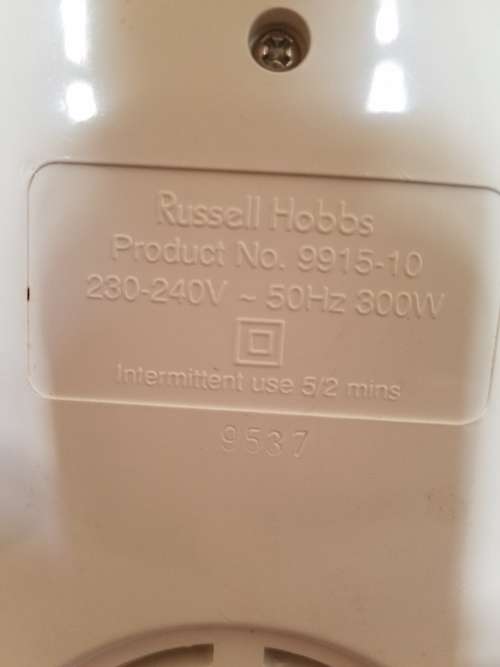 Russell Hobbs
Product No. 9915-10
230-240V ~ 50Hz 300W
Intermittent use 5/2 mins
9537